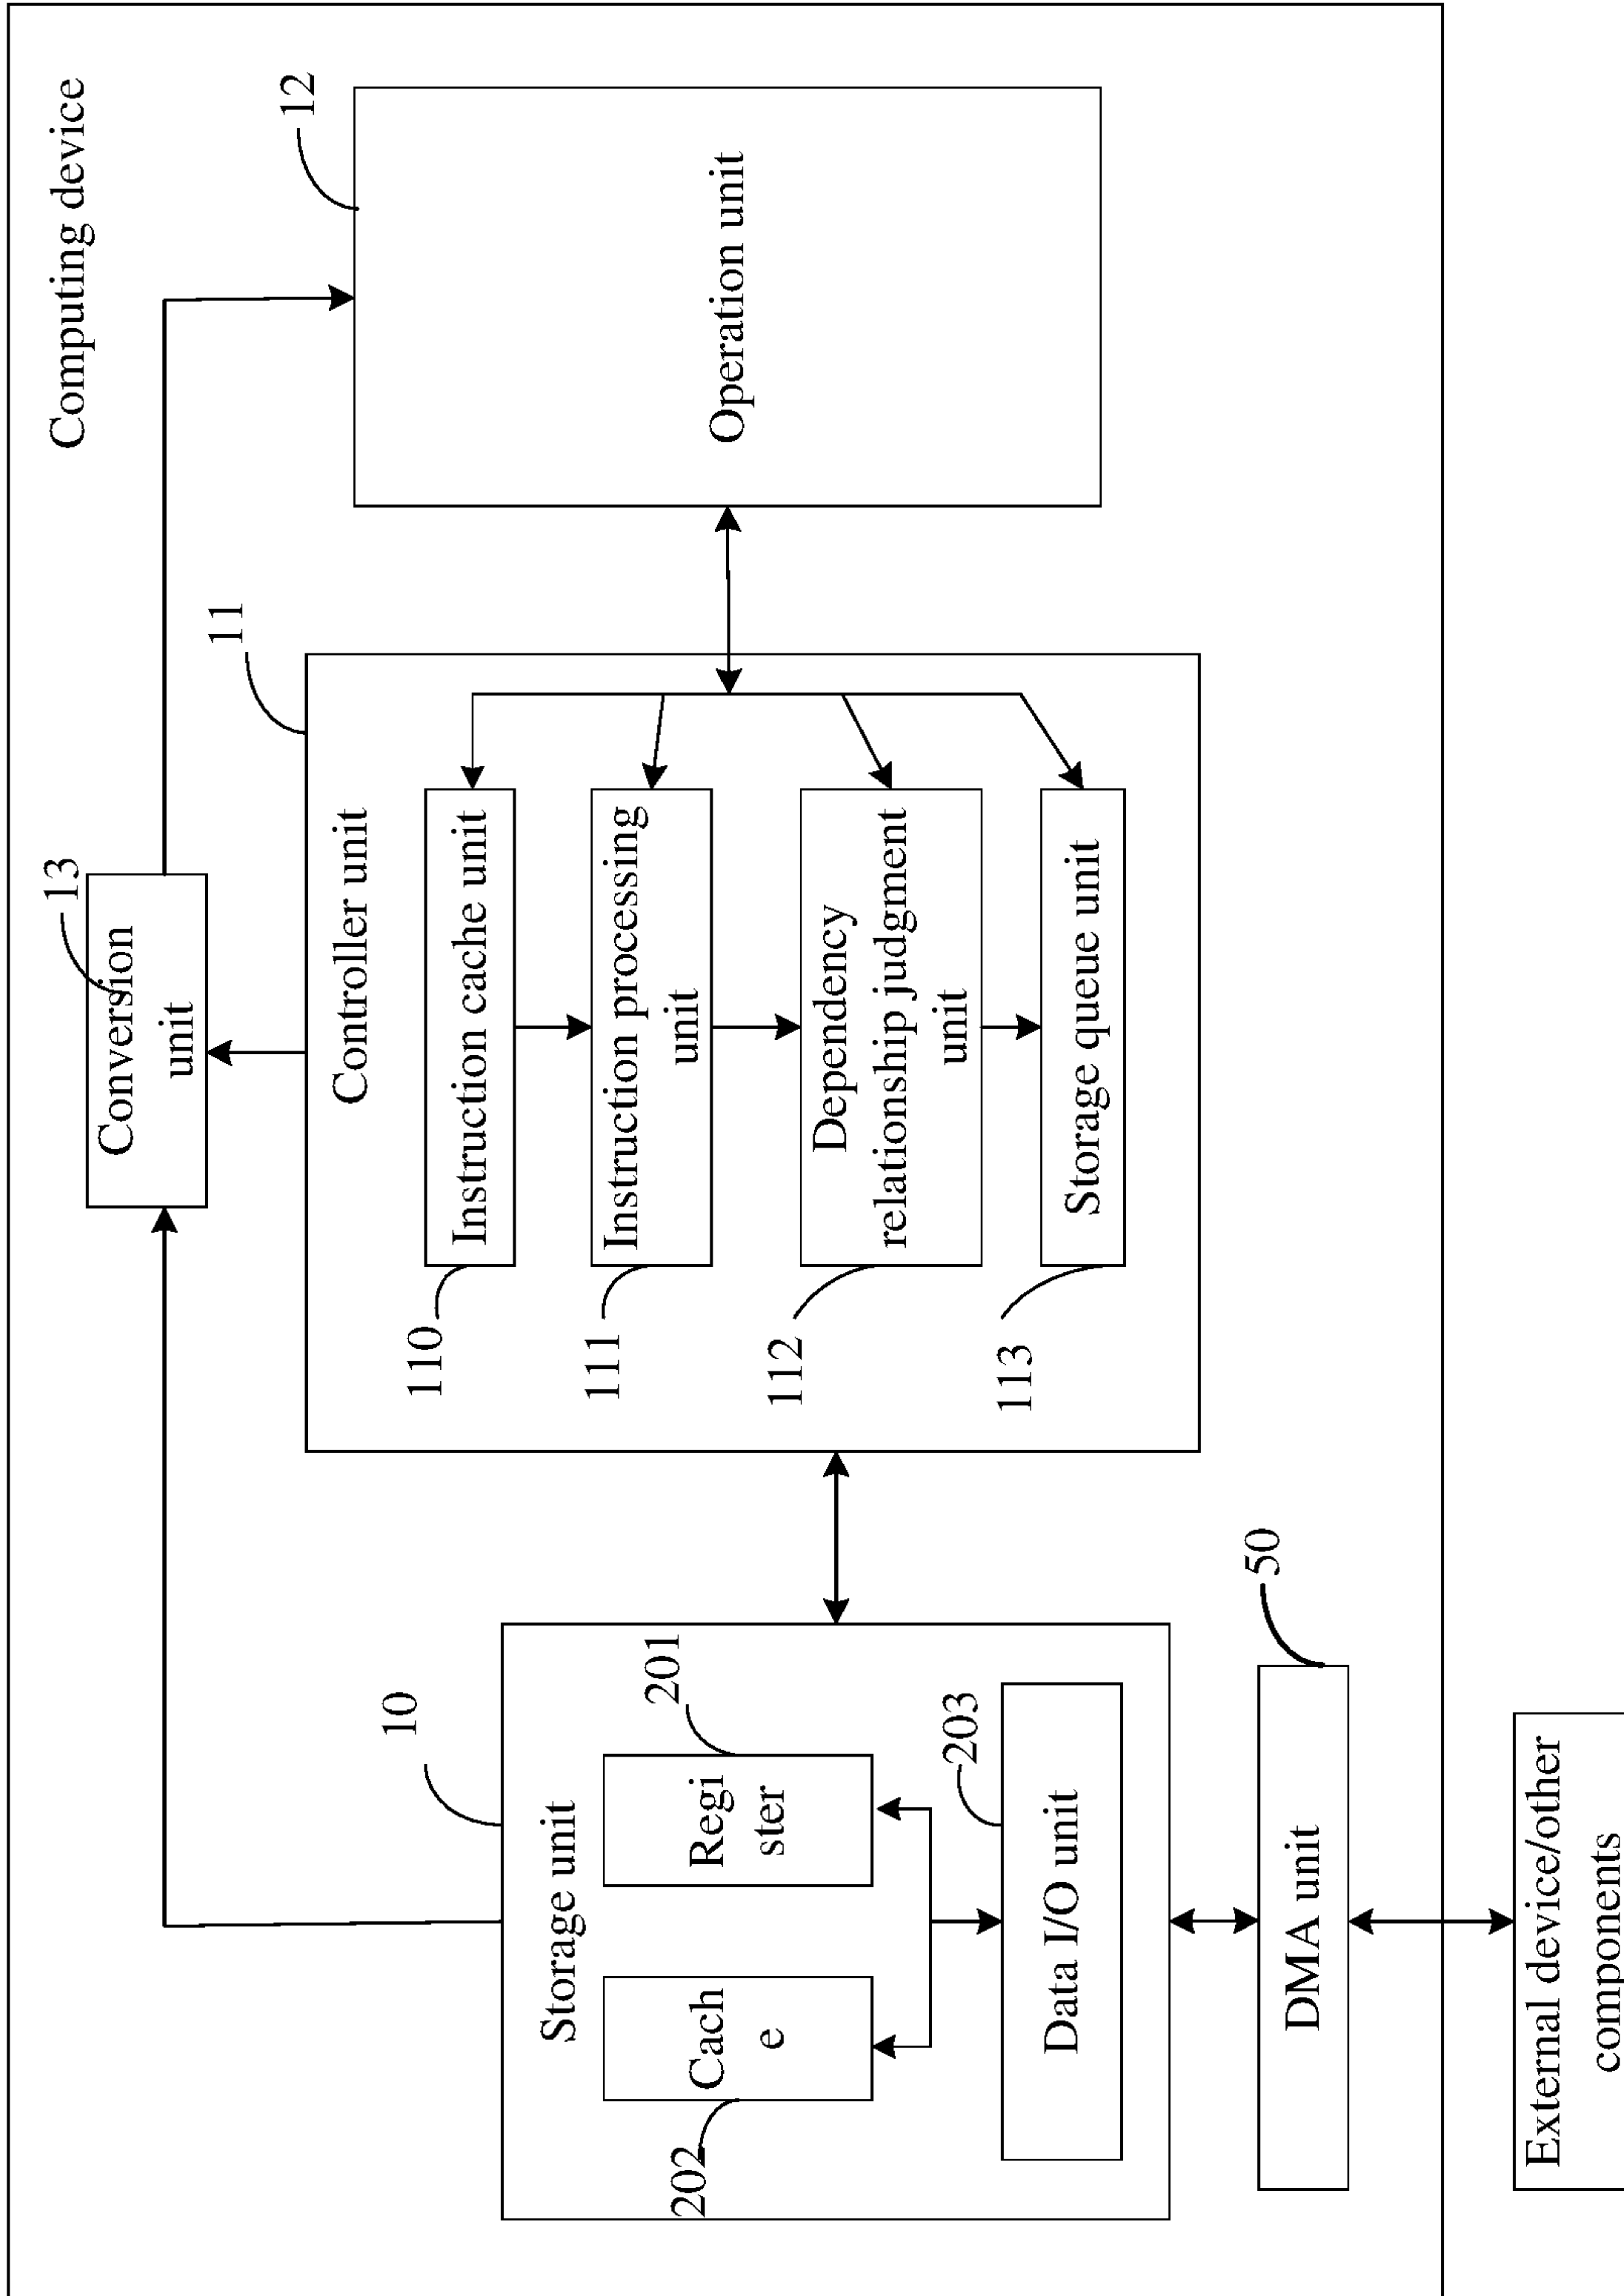 Computing device
13
Conversion
unit
11
12
Controller unit
Operation unit
110
Instruction cache unit
111
Instruction processing
unit
112
Dependency
relationship judgment
unit
113
Storage queue unit
10
Storage unit
202
Cach
e
201
Regi
ster
203
Data I/O unit
50
DMA unit
External device/other
components